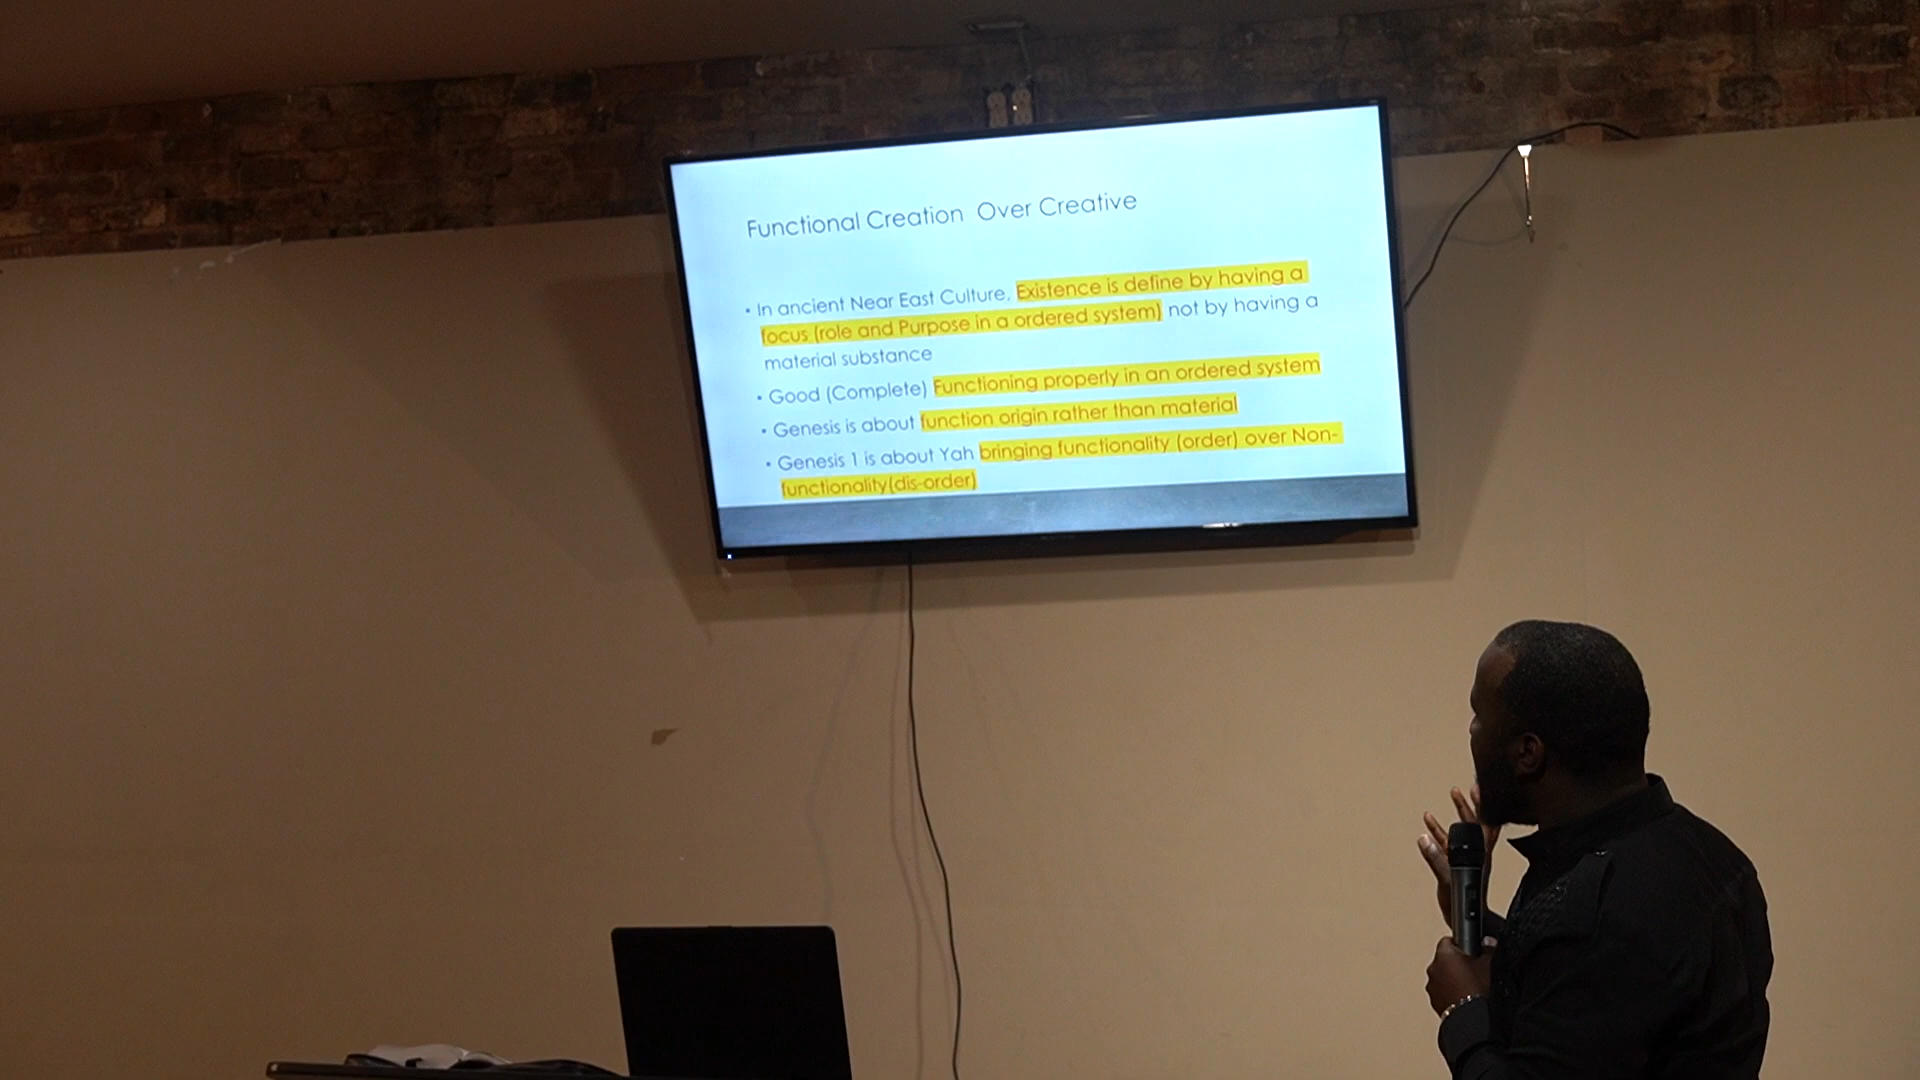 Functional Creation Over Creative
• In ancient Near East Culture, Existence is define by having a
focus (role and Purpose in a ordered system) not by having a
material substance
• Good (Complete) Functioning properly in an ordered system
• Genesis is about function origin rather than material
• Genesis 1 is about Yah bringing functionality (order) over Non-
functionality(dis-order)